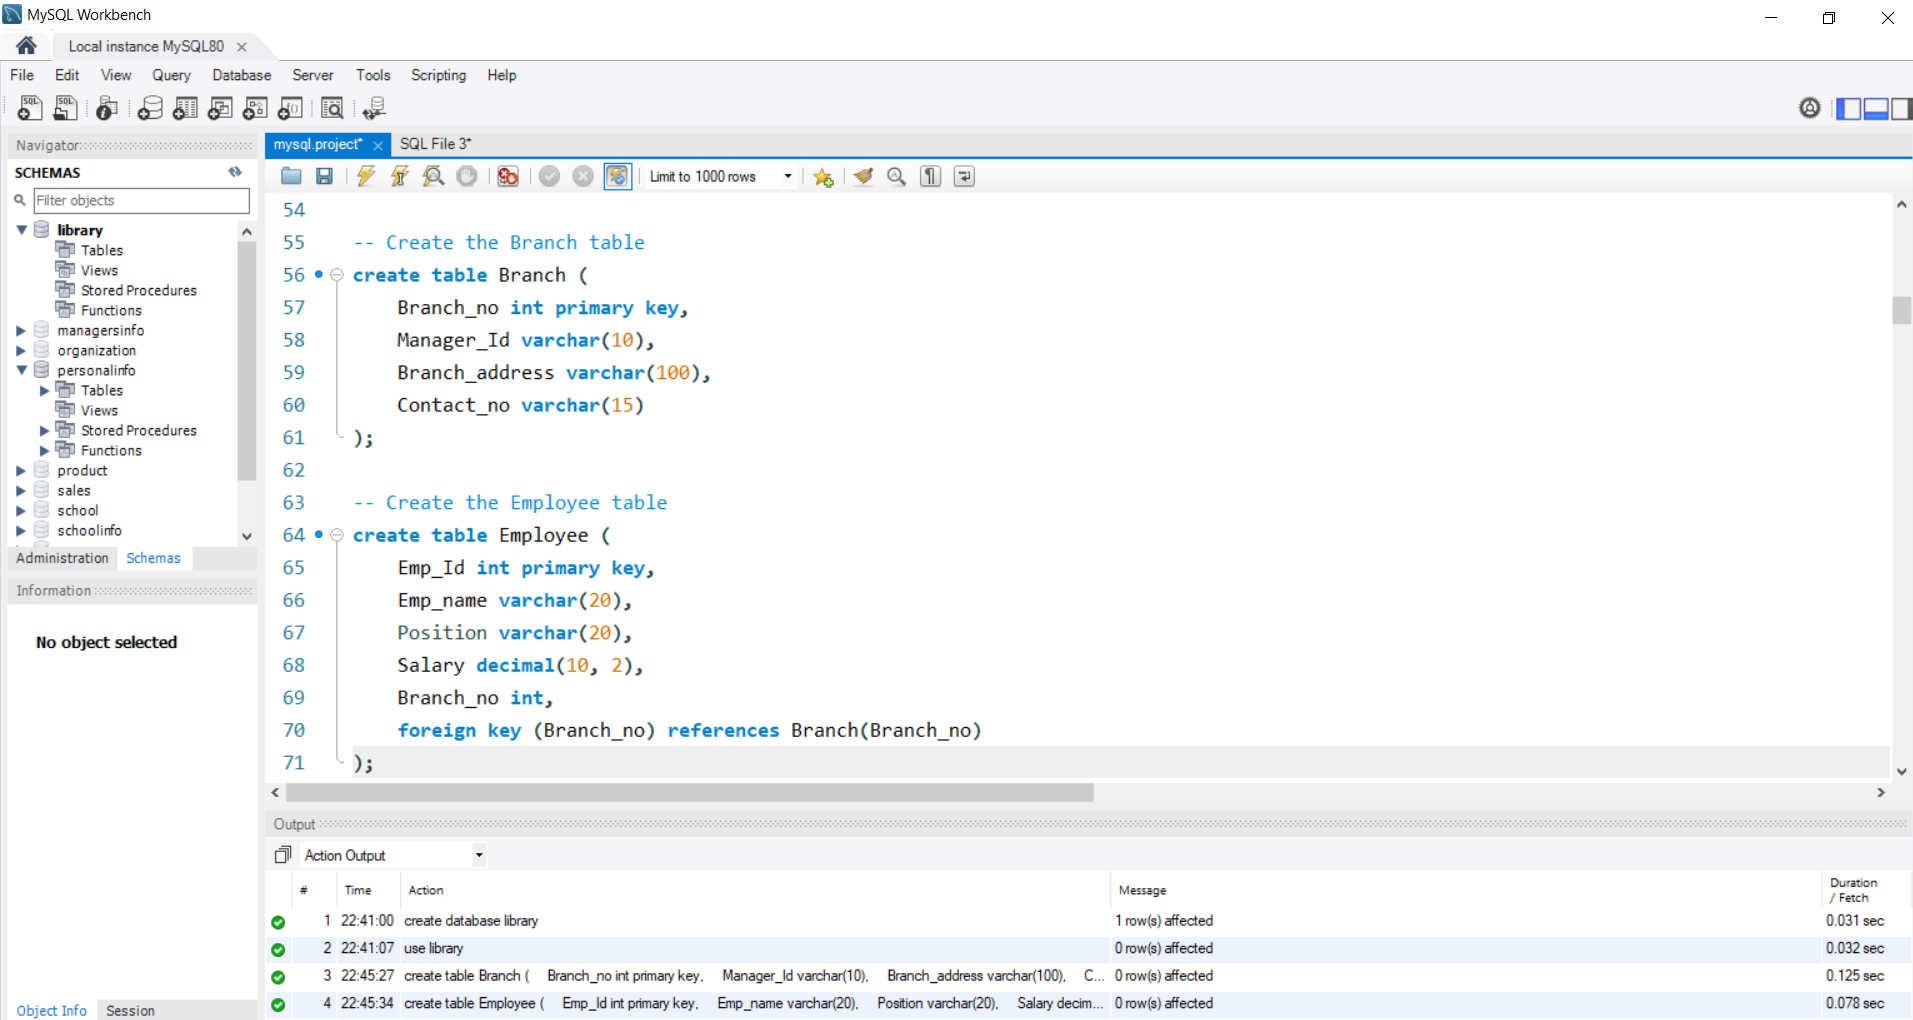 MySQL Workbench
Local instance MySQL80
File Edit View Query Database Server Tools Scripting Help
Navigator
SCHEMAS
Filter objects
library
Tables
Views
Stored Procedures
Functions
managersinfo
organization
personalinfo
Tables
Views
Stored Procedures
Functions
product
sales
school
schoolinfo
Administration Schemas
Information
No object selected
Object Info Session
mysql.project* SQL File 3*
Limit to 1000 rows
54
55 -- Create the Branch table
56 create table Branch (
57 Branch_no int primary key,
58 Manager_Id varchar(10),
59 Branch_address varchar(100),
60 Contact_no varchar(15)
61 );
62
63 -- Create the Employee table
64 create table Employee (
65 Emp_Id int primary key,
66 Emp_name varchar(20),
67 Position varchar(20),
68 Salary decimal(10, 2),
69 Branch_no int,
70 foreign key (Branch_no) references Branch(Branch_no)
71 );
Output
Action Output
# Time Action Message Duration / Fetch
1 22:41:00 create database library 1 row(s) affected 0.031 sec
2 22:41:07 use library 0 row(s) affected 0.032 sec
3 22:45:27 create table Branch ( Branch_no int primary key, Manager_Id varchar(10), Branch_address varchar(100), C... 0 row(s) affected 0.125 sec
4 22:45:34 create table Employee ( Emp_Id int primary key, Emp_name varchar(20), Position varchar(20), Salary decim... 0 row(s) affected 0.078 sec